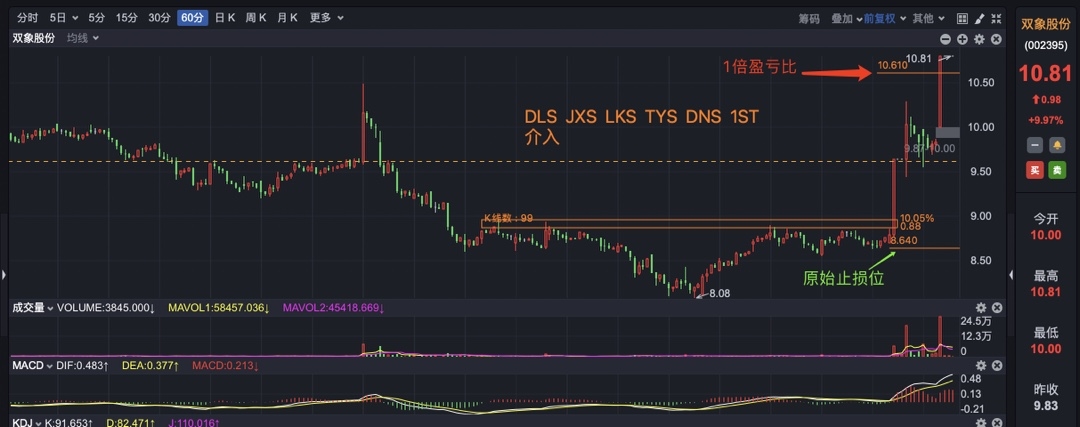 分时 5日 5分 15分 30分 60分 日K 周K 月K 更多 筹码 叠加 前复权 其他
双象股份 均线
双象股份
(002395)
10.81
0.98
+9.97%
买 卖
今开
10.00
最高
10.81
最低
10.00
昨收
9.83
1倍盈亏比
10.610
10.81
DLS JXS LKS TYS DNS 1ST
介入
9.87 10.00
K线数:99
10.05%
0.88
8.640
原始止损位
8.08
10.50
10.00
9.50
9.00
8.50
成交量 VOLUME:3845.000↓ MAVOL1:58457.036↓ MAVOL2:45418.669↓
24.5万
12.3万
0
MACD DIF:0.483↑ DEA:0.377↑ MACD:0.213↓
0.48
0.13
-0.21
KDJ K:91.653↑ D:82.471↑ J:110.016↑